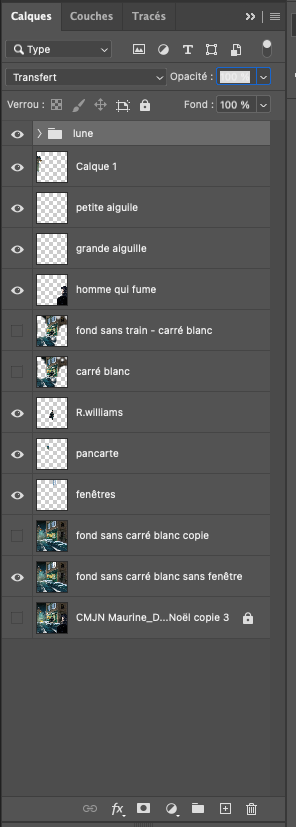 Calques Couches Tracés
Type
Transfert Opacité : 100 %
Verrou : Fond : 100 %
lune
Calque 1
petite aiguile
grande aiguille
homme qui fume
fond sans train - carré blanc
carré blanc
R.williams
pancarte
fenêtres
fond sans carré blanc copie
fond sans carré blanc sans fenêtre
CMJN Maurine_D...Noël copie 3
fx